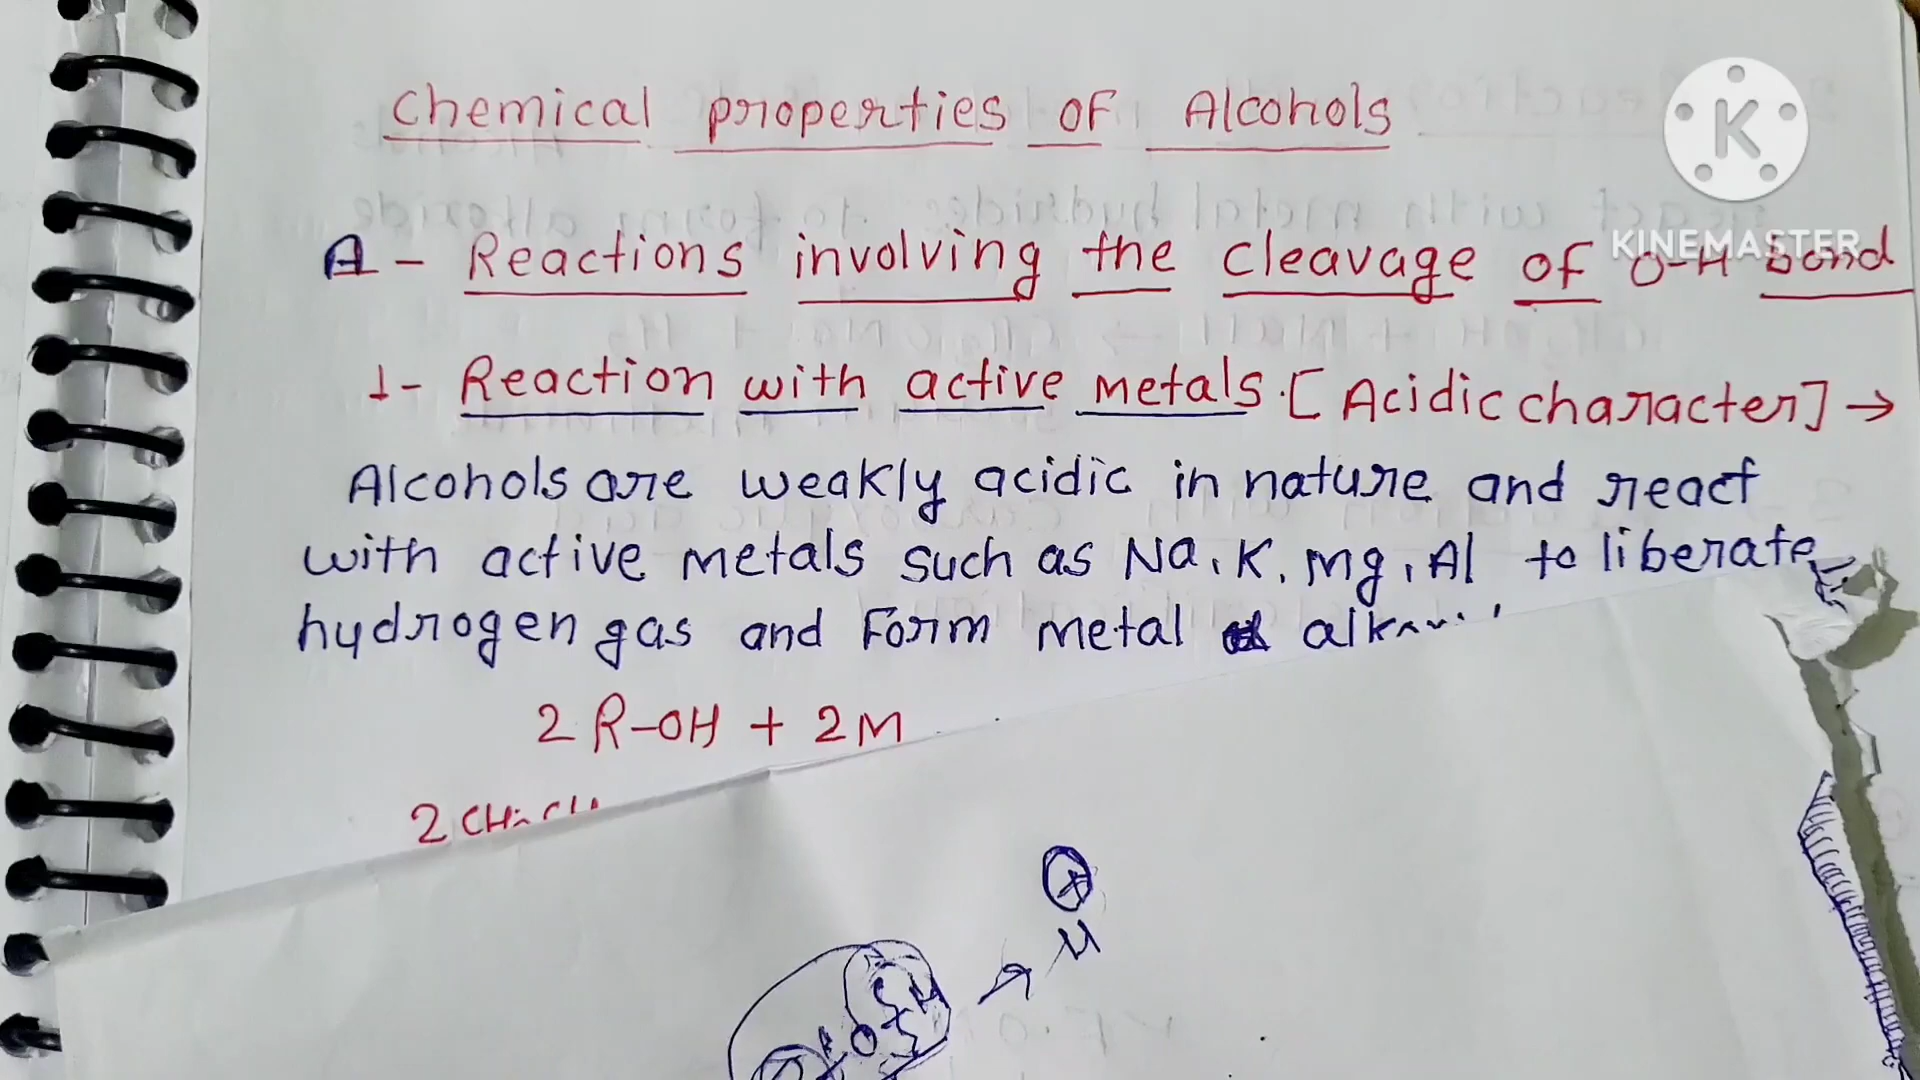 Chemical properties of Alcohols
K
KINEMASTER
A - Reactions involving the cleavage of O-H bond
1- Reaction with active metals. [Acidic character] →
Alcohols are weakly acidic in nature and react
with active metals such as Na, K, Mg, Al to liberate
hydrogen gas and Form metal
2 R-OH + 2M
2 CH